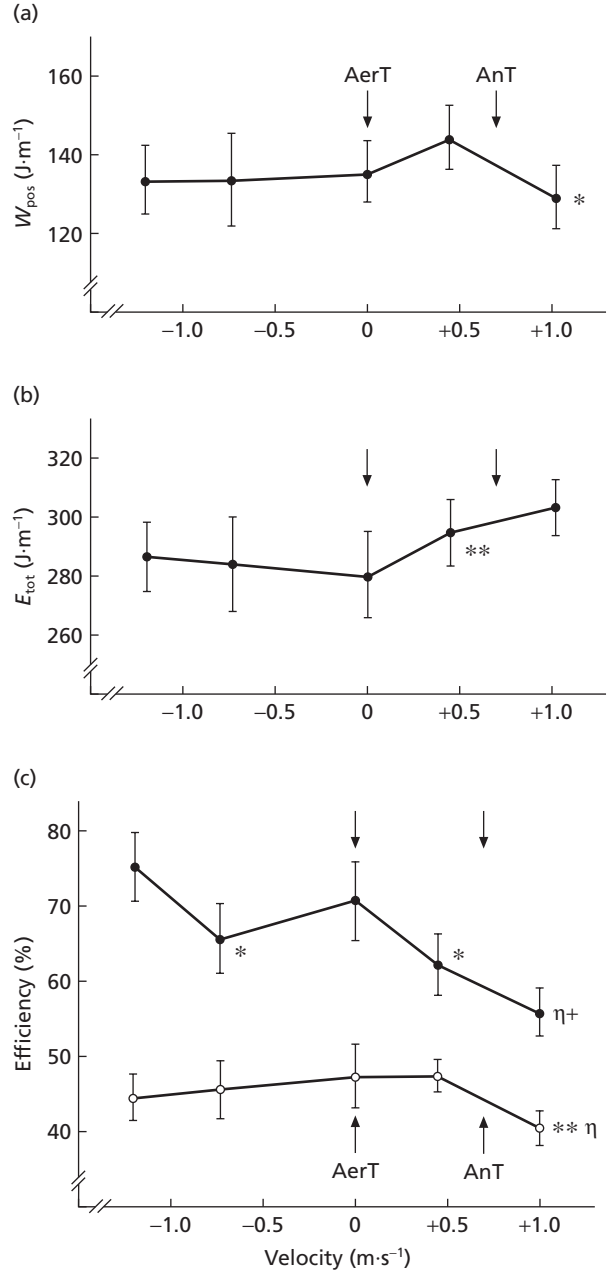 (a)
AerT AnT
160
140
120
W_pos (J·m⁻¹)
−1.0 −0.5 0 +0.5 +1.0
*
(b)
320
300
280
260
E_tot (J·m⁻¹)
**
−1.0 −0.5 0 +0.5 +1.0
(c)
80
70
60
50
40
Efficiency (%)
*
*
η+
** η
AerT AnT
−1.0 −0.5 0 +0.5 +1.0
Velocity (m·s⁻¹)